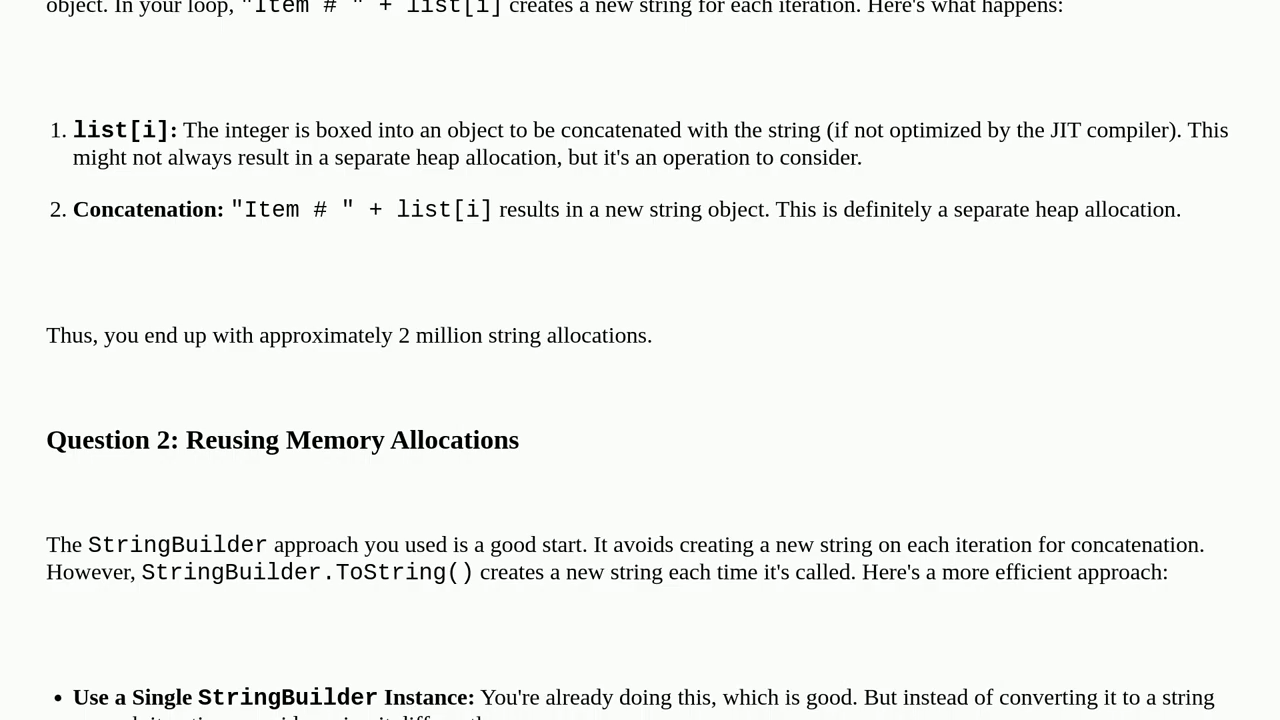 object. In your loop, "Item # " + list[i] creates a new string for each iteration. Here's what happens:
1. list[i]: The integer is boxed into an object to be concatenated with the string (if not optimized by the JIT compiler). This
might not always result in a separate heap allocation, but it's an operation to consider.
2. Concatenation: "Item # " + list[i] results in a new string object. This is definitely a separate heap allocation.
Thus, you end up with approximately 2 million string allocations.
Question 2: Reusing Memory Allocations
The StringBuilder approach you used is a good start. It avoids creating a new string on each iteration for concatenation.
However, StringBuilder.ToString() creates a new string each time it's called. Here's a more efficient approach:
• Use a Single StringBuilder Instance: You're already doing this, which is good. But instead of converting it to a string